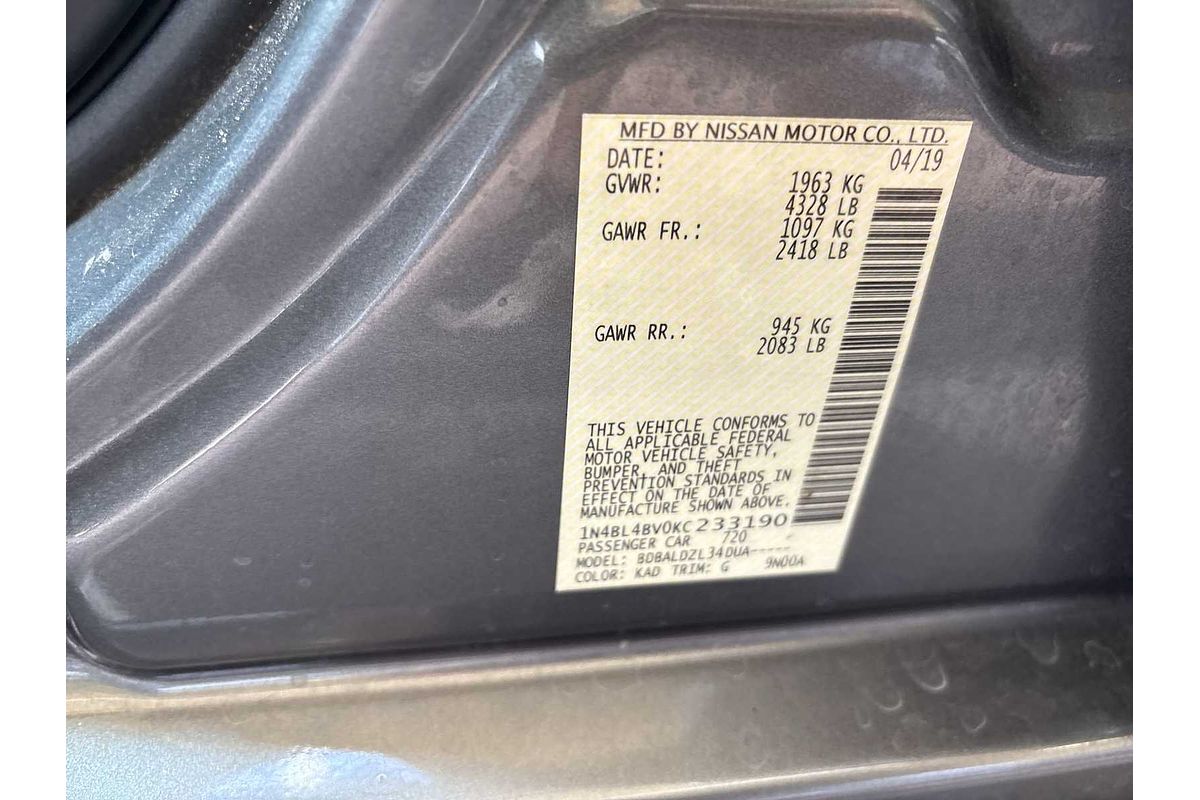 MFD BY NISSAN MOTOR CO., LTD.
DATE: 04/19
GVWR: 1963 KG
4328 LB
GAWR FR.: 1097 KG
2418 LB
GAWR RR.: 945 KG
2083 LB
THIS VEHICLE CONFORMS TO
ALL APPLICABLE FEDERAL
MOTOR VEHICLE SAFETY,
BUMPER, AND THEFT
PREVENTION STANDARDS IN
EFFECT ON THE DATE OF
MANUFACTURE SHOWN ABOVE.
1N4BL4BV0KC233190
PASSENGER CAR 720
MODEL: BDBALDZL34DUA-----
COLOR: KAD TRIM: G 9N00A